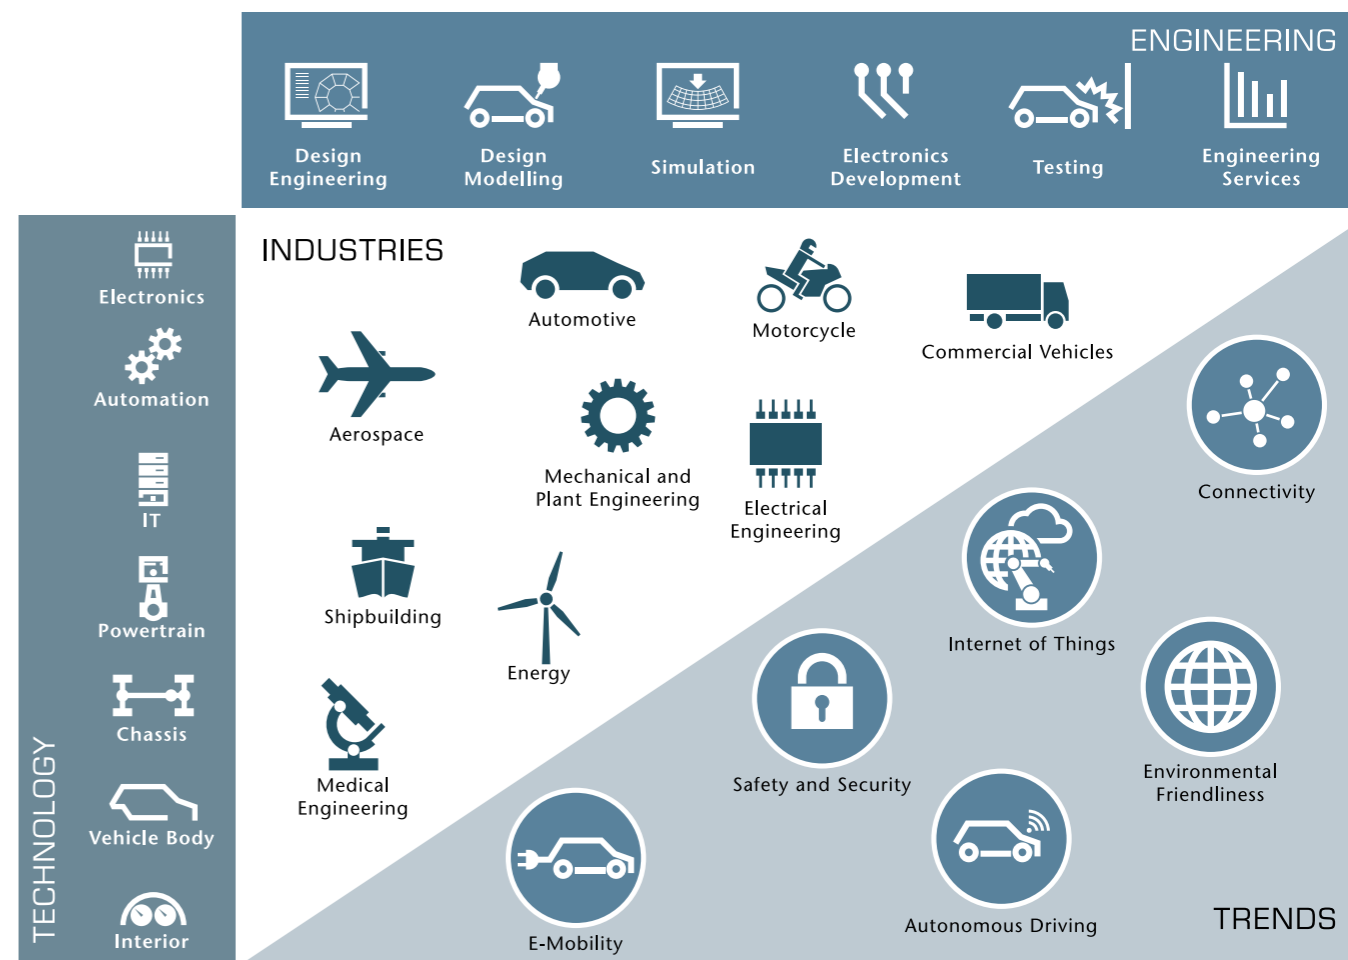 ENGINEERING
Design
Engineering
Design
Modelling
Simulation
Electronics
Development
Testing
Engineering
Services
TECHNOLOGY
Electronics
Automation
IT
Powertrain
Chassis
Vehicle Body
Interior
INDUSTRIES
Automotive
Motorcycle
Commercial Vehicles
Aerospace
Mechanical and
Plant Engineering
Electrical
Engineering
Shipbuilding
Energy
Medical
Engineering
Connectivity
Internet of Things
Safety and Security
Environmental
Friendliness
E-Mobility
Autonomous Driving
TRENDS